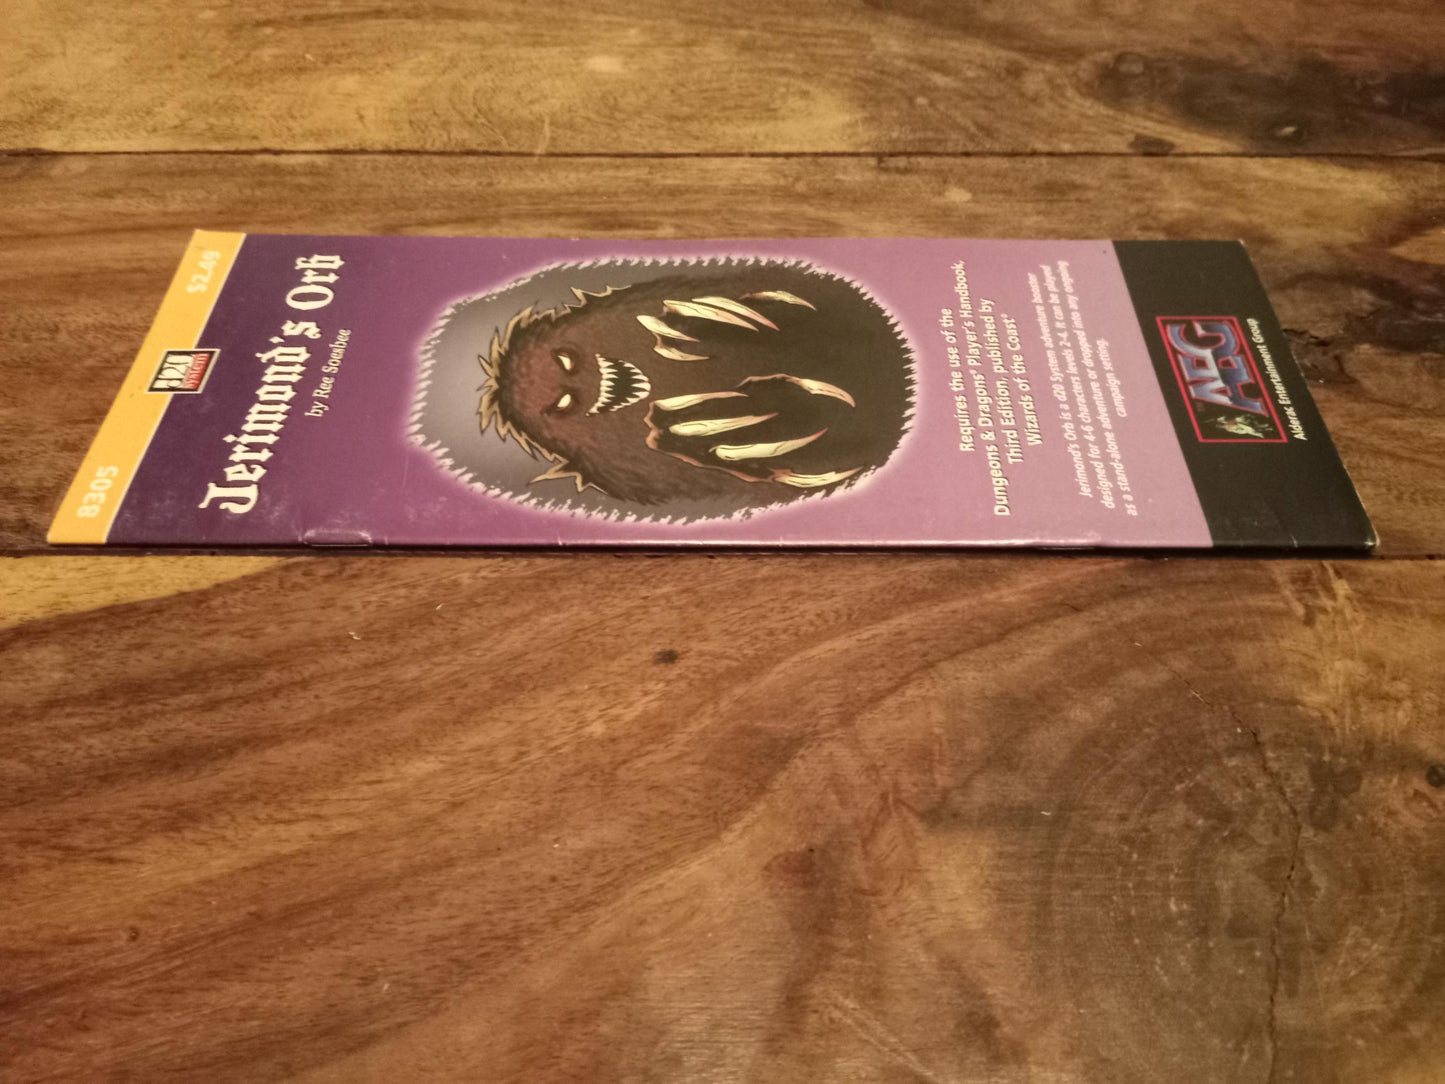 8305
$2.49
d20
system
Jerimond's Orb
by Ree Soesbee
Requires the use of the
Dungeons & Dragons® Player's Handbook,
Third Edition, published by
Wizards of the Coast®
Jerimond's Orb is a d20 System adventure booster
designed for 4-6 characters levels 2-4. It can be played
as a stand-alone adventure or dropped into any ongoing
campaign setting.
AEG
Alderac Entertainment Group